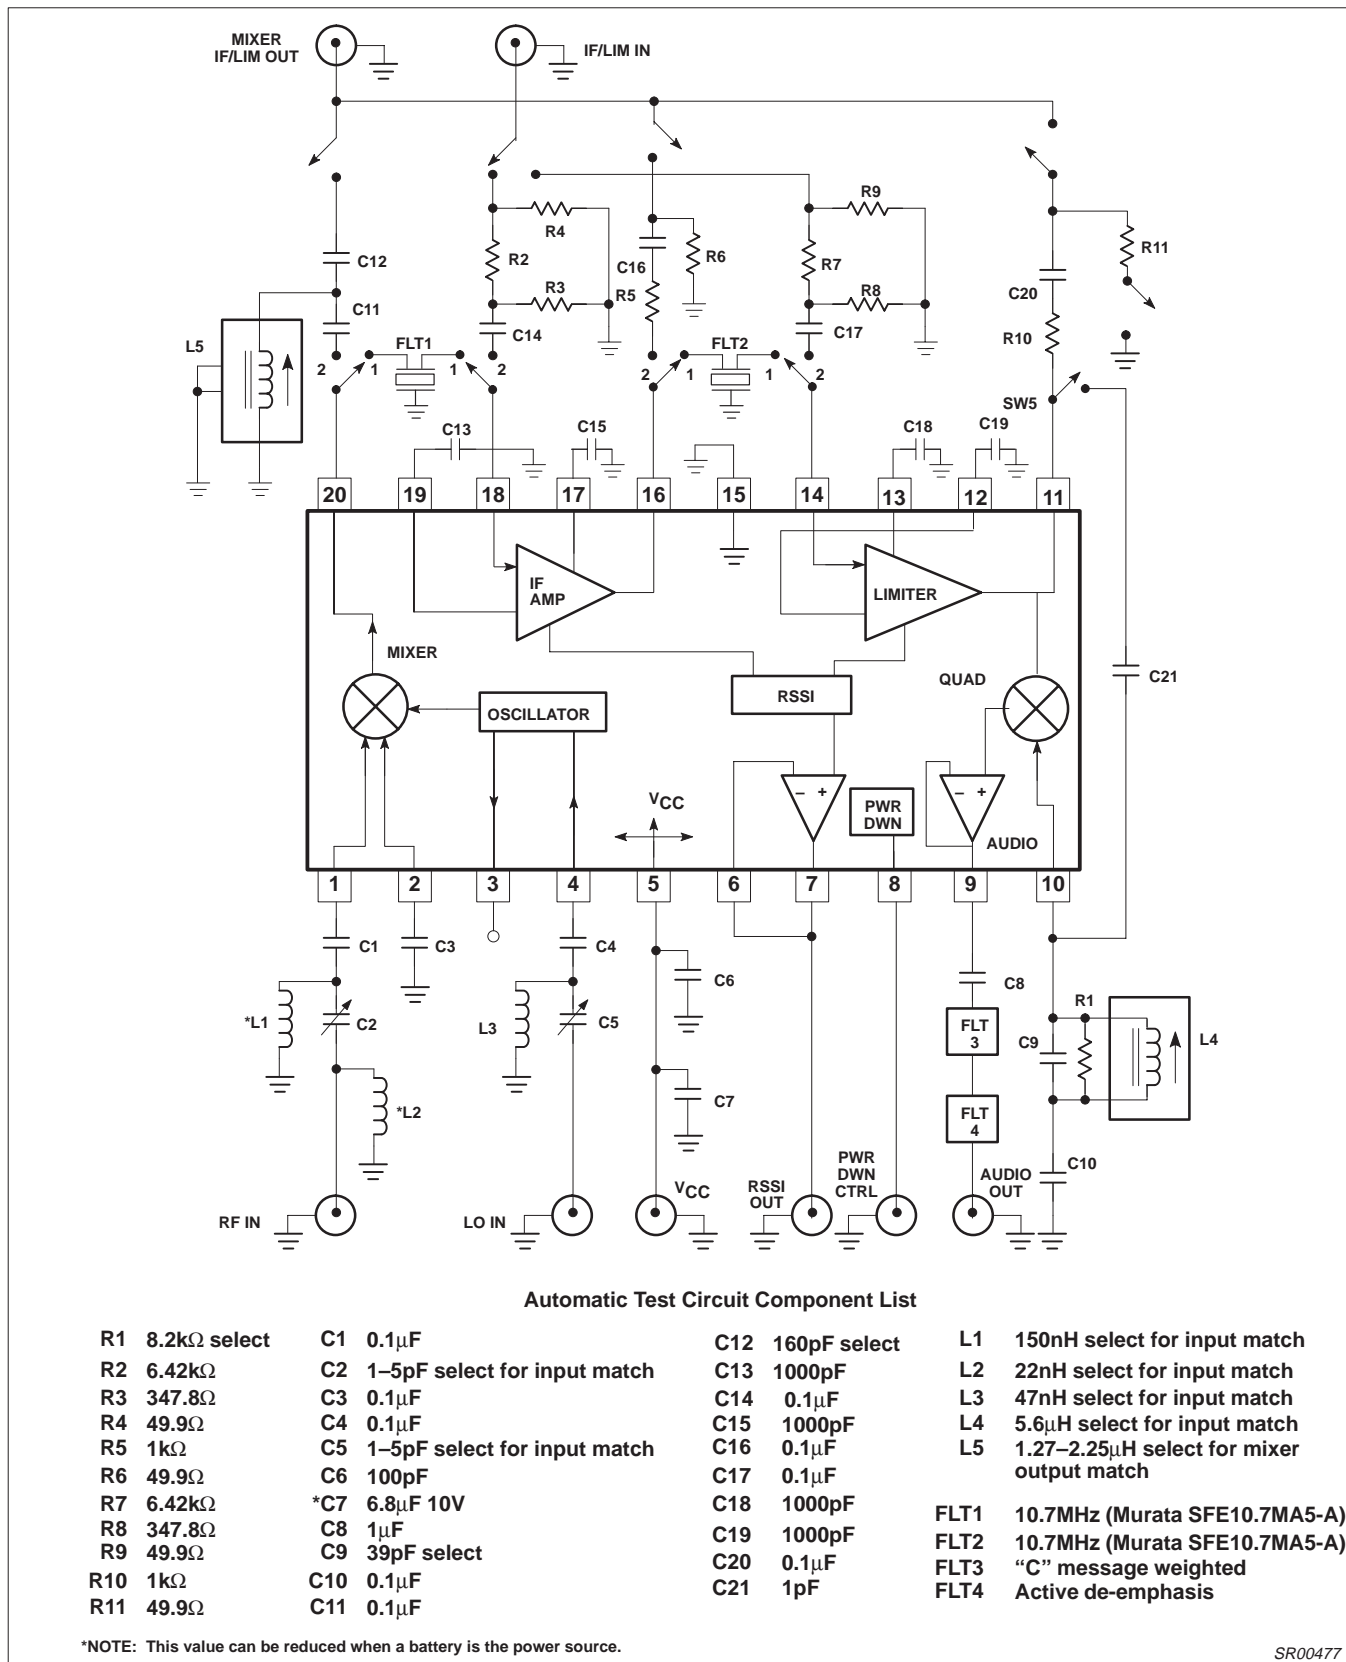 MIXER
IF/LIM OUT
IF/LIM IN
R9
R4
R11
R6
R2
C16
R7
C12
C20
R3
R5
R8
C11
C14
C17
R10
L5
FLT1
FLT2
2 1 1 2
2 1 1 2
SW5
C13
C15
C18
C19
20 19 18 17 16 15 14 13 12 11
IF
AMP
LIMITER
MIXER
QUAD
C21
RSSI
OSCILLATOR
VCC
– +
PWR
DWN
– +
AUDIO
1 2 3 4 5 6 7 8 9 10
C1
C3
C4
C6
C8
*L1
C2
L3
C5
R1
FLT
3
C9
L4
*L2
C7
FLT
4
PWR
DWN
CTRL
RSSI
OUT
AUDIO
OUT
C10
VCC
RF IN
LO IN
Automatic Test Circuit Component List
R1 8.2kΩ select
R2 6.42kΩ
R3 347.8Ω
R4 49.9Ω
R5 1kΩ
R6 49.9Ω
R7 6.42kΩ
R8 347.8Ω
R9 49.9Ω
R10 1kΩ
R11 49.9Ω
C1 0.1µF
C2 1–5pF select for input match
C3 0.1µF
C4 0.1µF
C5 1–5pF select for input match
C6 100pF
*C7 6.8µF 10V
C8 1µF
C9 39pF select
C10 0.1µF
C11 0.1µF
C12 160pF select
C13 1000pF
C14 0.1µF
C15 1000pF
C16 0.1µF
C17 0.1µF
C18 1000pF
C19 1000pF
C20 0.1µF
C21 1pF
L1 150nH select for input match
L2 22nH select for input match
L3 47nH select for input match
L4 5.6µH select for input match
L5 1.27–2.25µH select for mixer
output match
FLT1 10.7MHz (Murata SFE10.7MA5-A)
FLT2 10.7MHz (Murata SFE10.7MA5-A)
FLT3 “C” message weighted
FLT4 Active de-emphasis
*NOTE: This value can be reduced when a battery is the power source.
SR00477